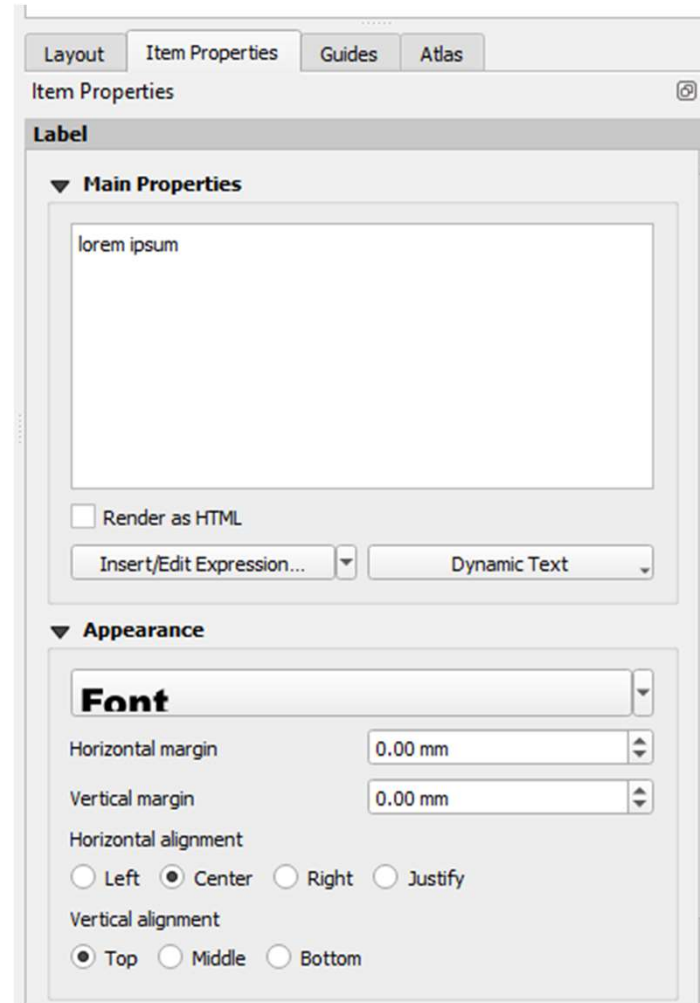 Layout Item Properties Guides Atlas
Item Properties
Label
Main Properties
lorem ipsum
Render as HTML
Insert/Edit Expression... Dynamic Text
Appearance
Font
Horizontal margin 0.00 mm
Vertical margin 0.00 mm
Horizontal alignment
Left Center Right Justify
Vertical alignment
Top Middle Bottom